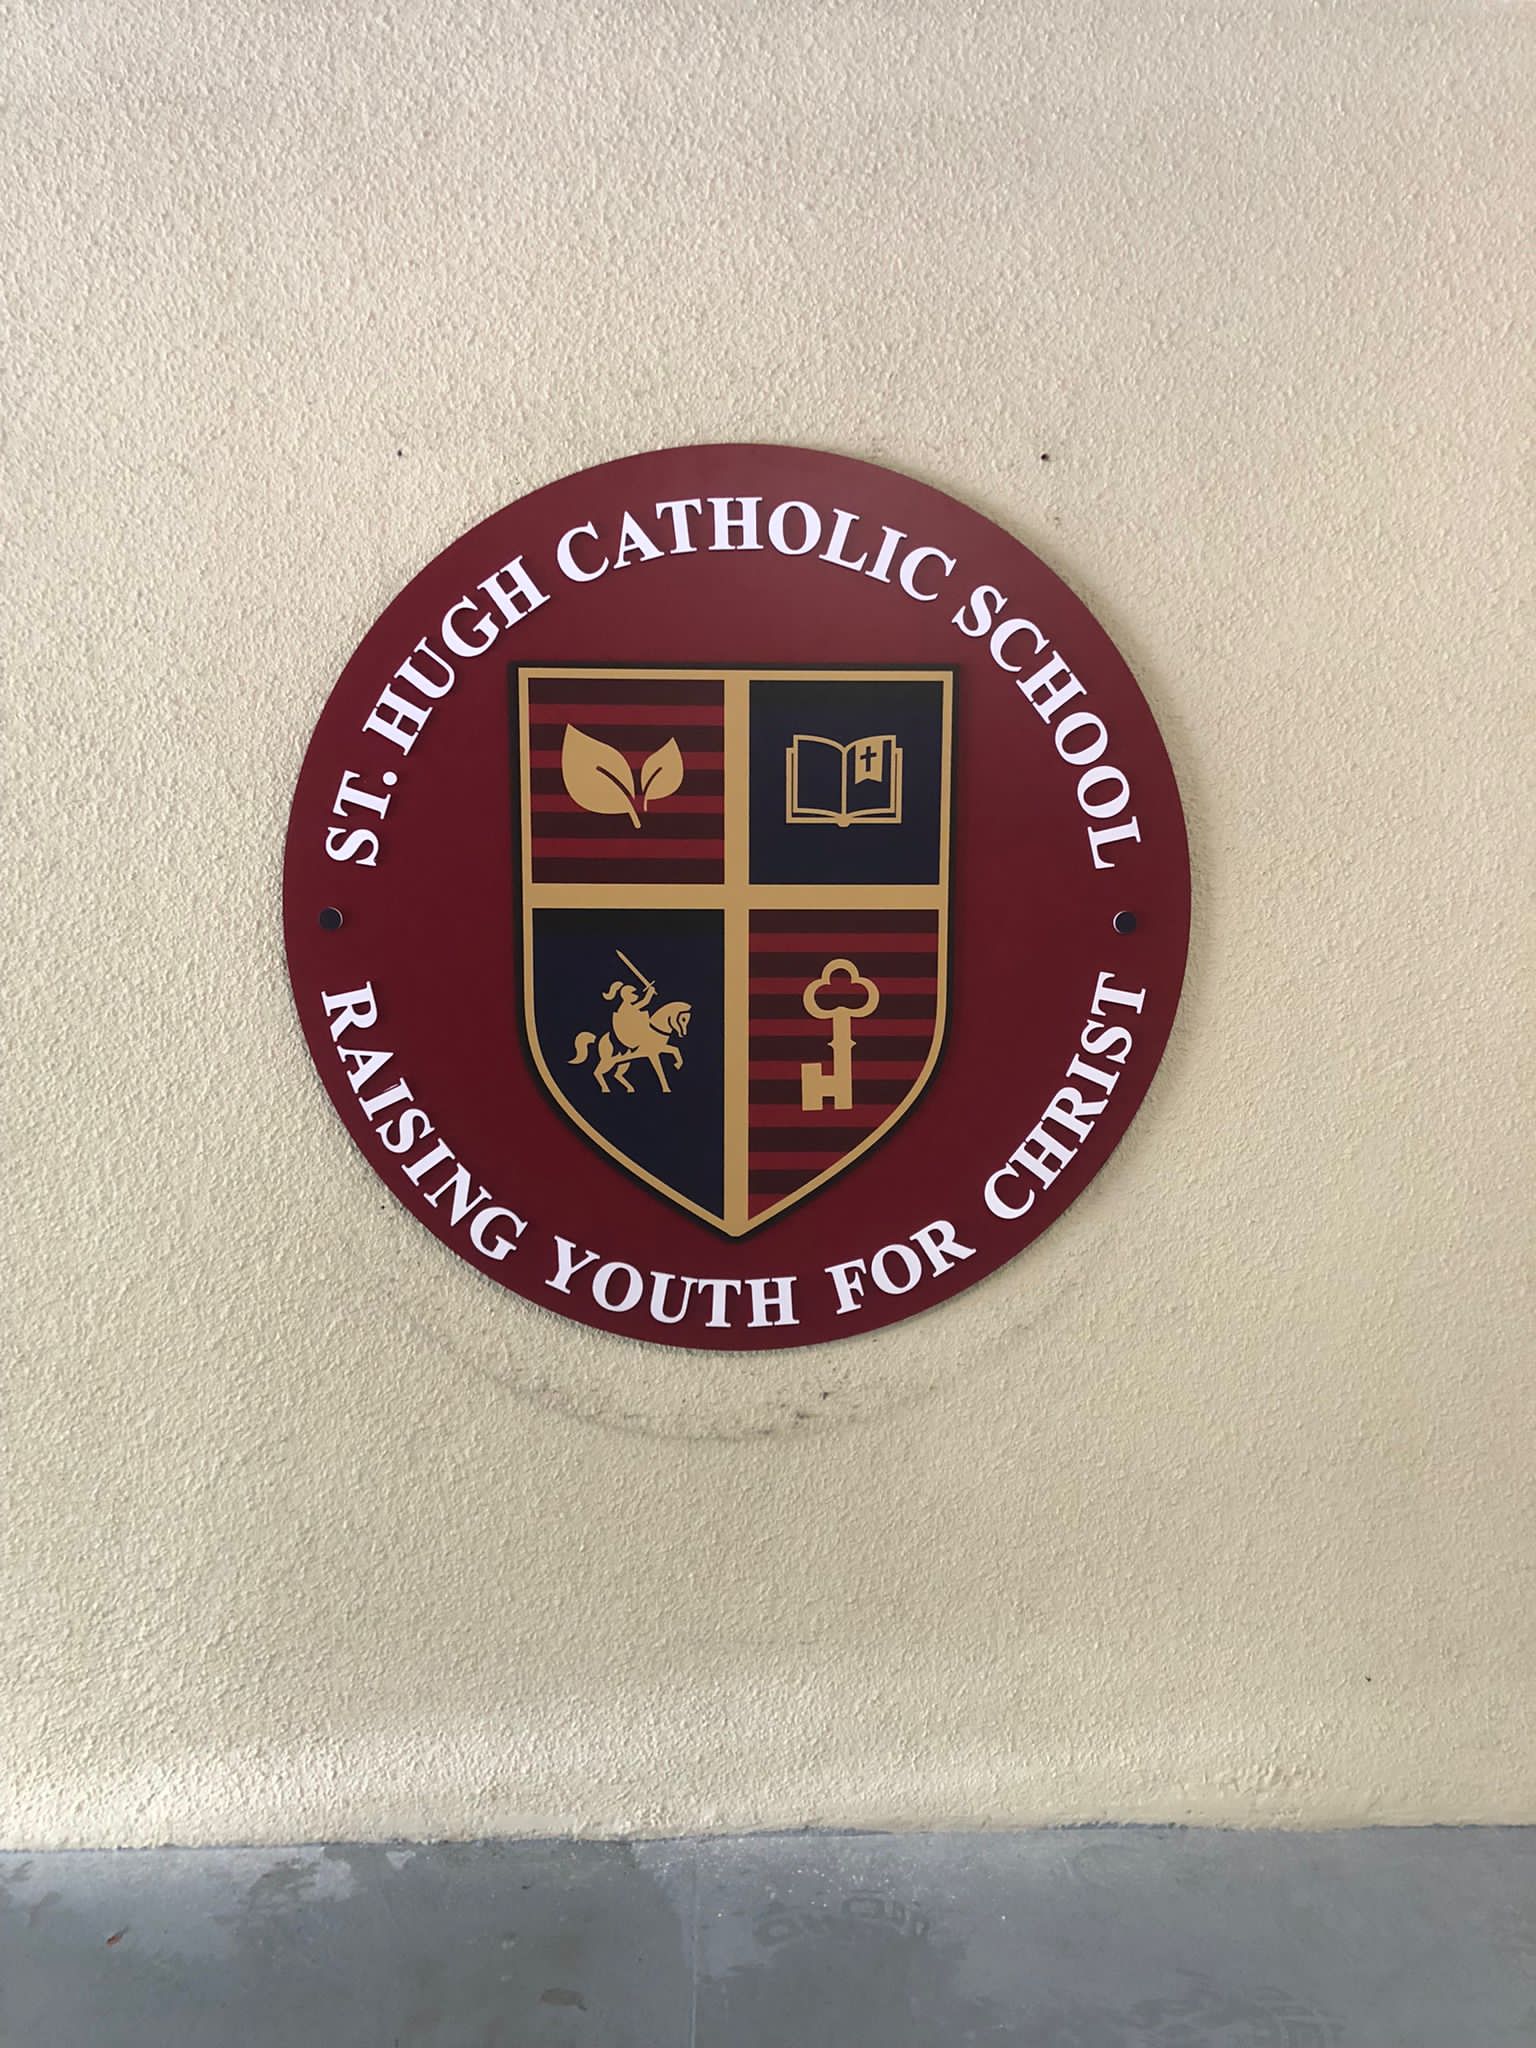 ST. HUGH CATHOLIC SCHOOL
RAISING YOUTH FOR CHRIST